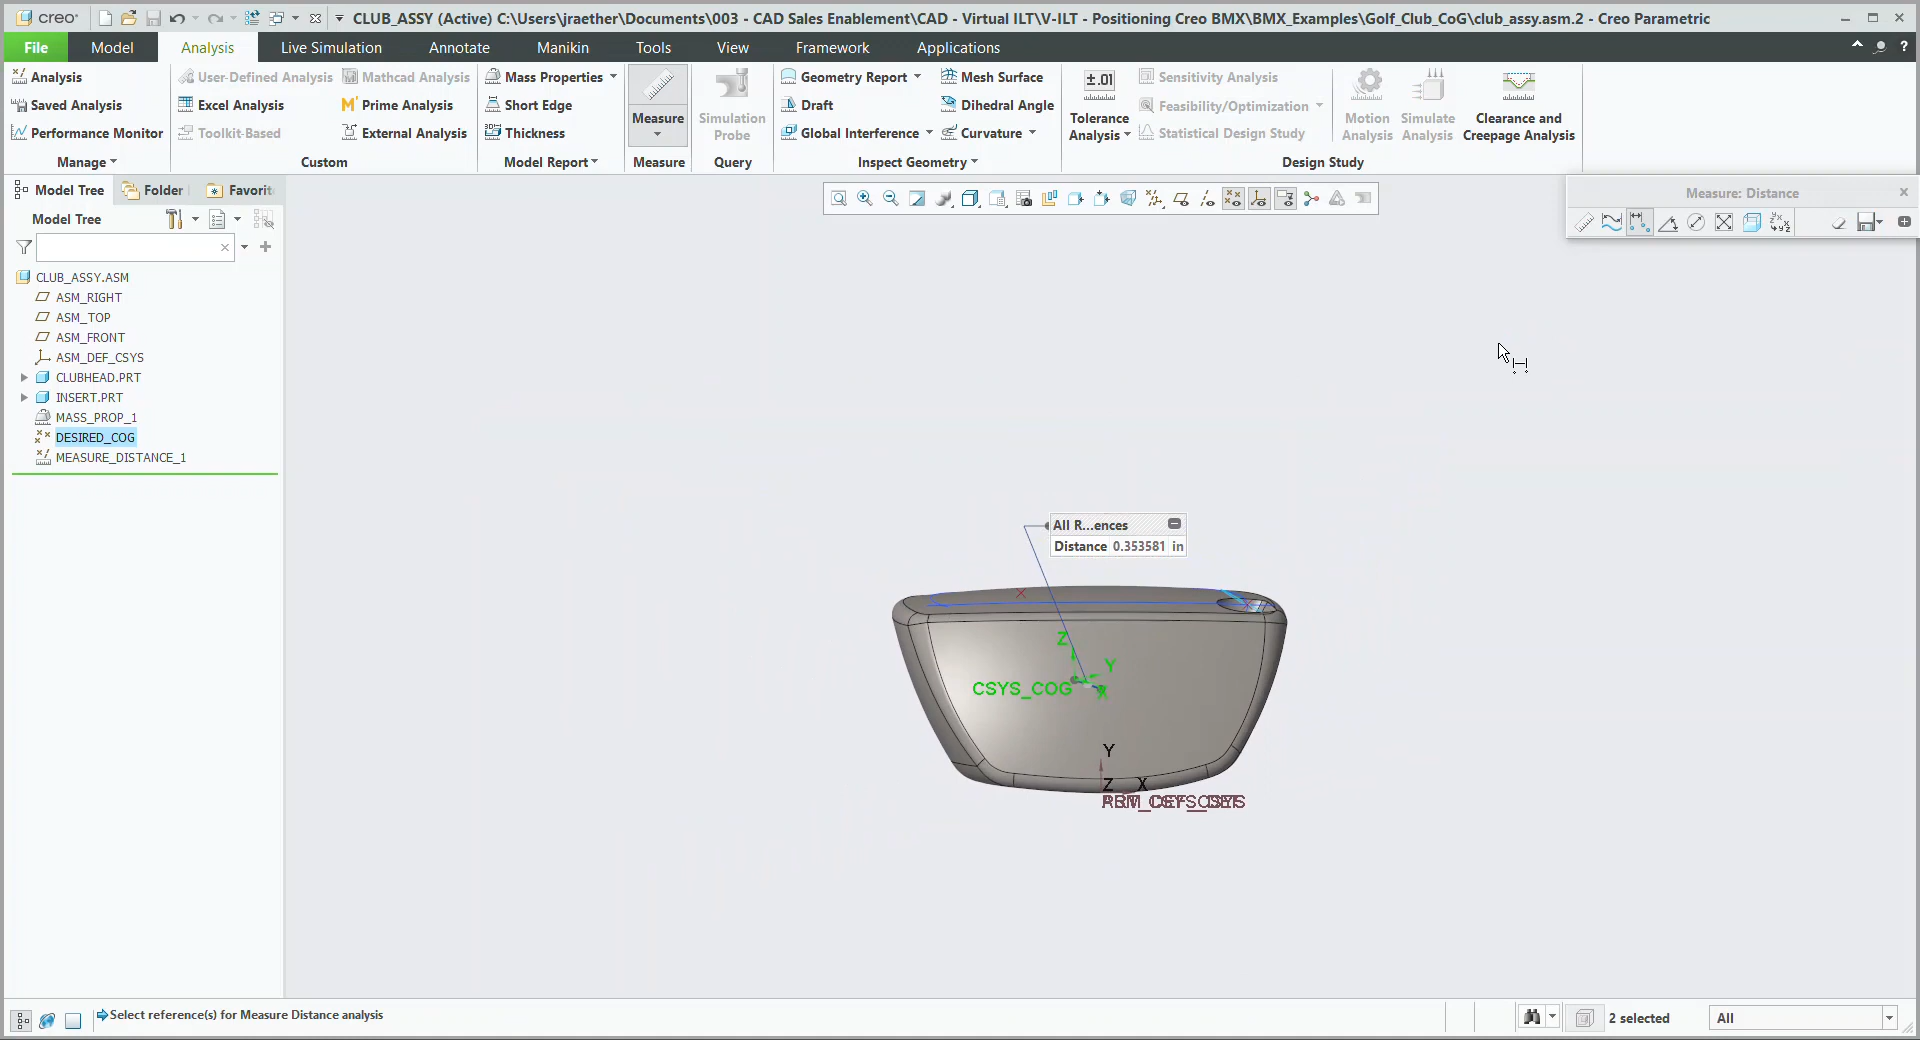 creo CLUB_ASSY (Active) C:\Users\jraether\Documents\003 - CAD Sales Enablement\CAD - Virtual ILT\V-ILT - Positioning Creo BMX\BMX_Examples\Golf_Club_CoG\club_assy.asm.2 - Creo Parametric
File Model Analysis Live Simulation Annotate Manikin Tools View Framework Applications
Analysis
Saved Analysis
Performance Monitor
Manage
User-Defined Analysis
Mathcad Analysis
Excel Analysis
Prime Analysis
Toolkit-Based
External Analysis
Custom
Mass Properties
Short Edge
Thickness
Model Report
Measure
Measure
Simulation
Probe
Query
Geometry Report
Mesh Surface
Draft
Dihedral Angle
Global Interference
Curvature
Inspect Geometry
±.01
Tolerance
Analysis
Sensitivity Analysis
Feasibility/Optimization
Statistical Design Study
Motion
Analysis
Simulate
Analysis
Clearance and
Creepage Analysis
Design Study
Model Tree
Folder
Favorit
Model Tree
CLUB_ASSY.ASM
ASM_RIGHT
ASM_TOP
ASM_FRONT
ASM_DEF_CSYS
CLUBHEAD.PRT
INSERT.PRT
MASS_PROP_1
DESIRED_COG
MEASURE_DISTANCE_1
Measure: Distance
All R...ences
Distance 0.353581 in
Z
Y
X
CSYS_COG
Y
Z X
Select reference(s) for Measure Distance analysis
2 selected
All